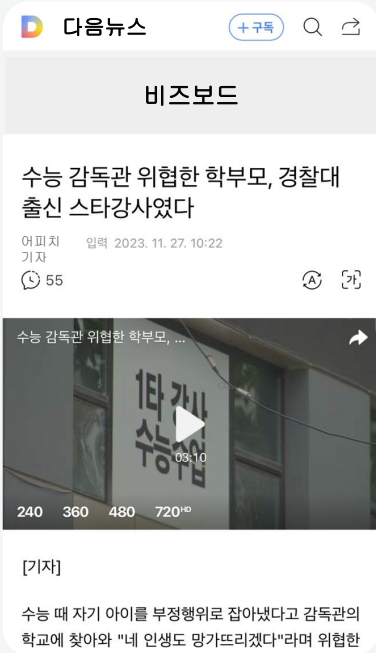 다음뉴스
+ 구독
비즈보드
수능 감독관 위협한 학부모, 경찰대
출신 스타강사였다
어피치
기자
입력 2023. 11. 27. 10:22
55
A
가
수능 감독관 위협한 학부모, ...
1타 강사
수능수업
03:10
240 360 480 720HD
[기자]
수능 때 자기 아이를 부정행위로 잡아냈다고 감독관의
학교에 찾아와 "네 인생도 망가뜨리겠다"라며 위협한